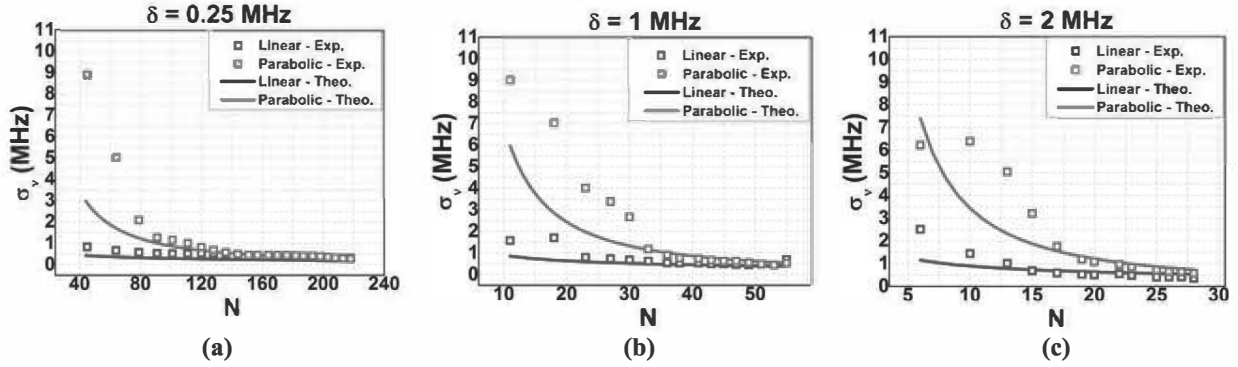 δ = 0.25 MHz
11
10
9
8
7
6
5
4
3
2
1
0
σν (MHz)
Linear - Exp.
Parabolic - Exp.
Linear - Theo.
Parabolic - Theo.
40 80 120 160 200 240
N
(a)
δ = 1 MHz
11
10
9
8
7
6
5
4
3
2
1
0
σν (MHz)
Linear - Exp.
Parabolic - Exp.
Linear - Theo.
Parabolic - Theo.
10 20 30 40 50
N
(b)
δ = 2 MHz
11
10
9
8
7
6
5
4
3
2
1
0
σν (MHz)
Linear - Exp.
Parabolic - Exp.
Linear - Theo.
Parabolic - Theo.
5 10 15 20 25 30
N
(c)